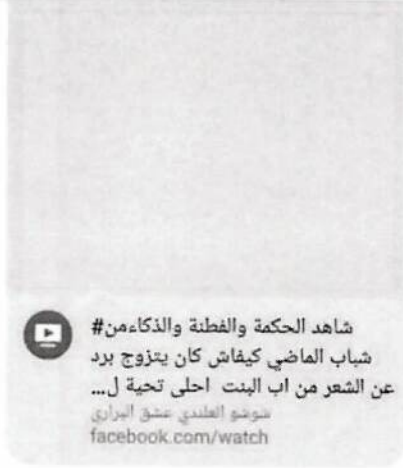 شاهد الحكمة والفطنة والذكاءمن#
شباب الماضي كيفاش كان يتزوج برد
عن الشعر من اب البنت احلى تحية ل...
شوشو العلندي عشق البراري
facebook.com/watch